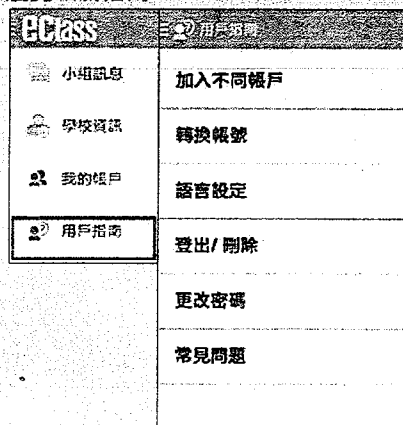 eClass
用戶指南
小組訊息
學校資訊
我的帳戶
用戶指南
加入不同帳戶
轉換帳號
語言設定
登出/ 刪除
更改密碼
常見問題